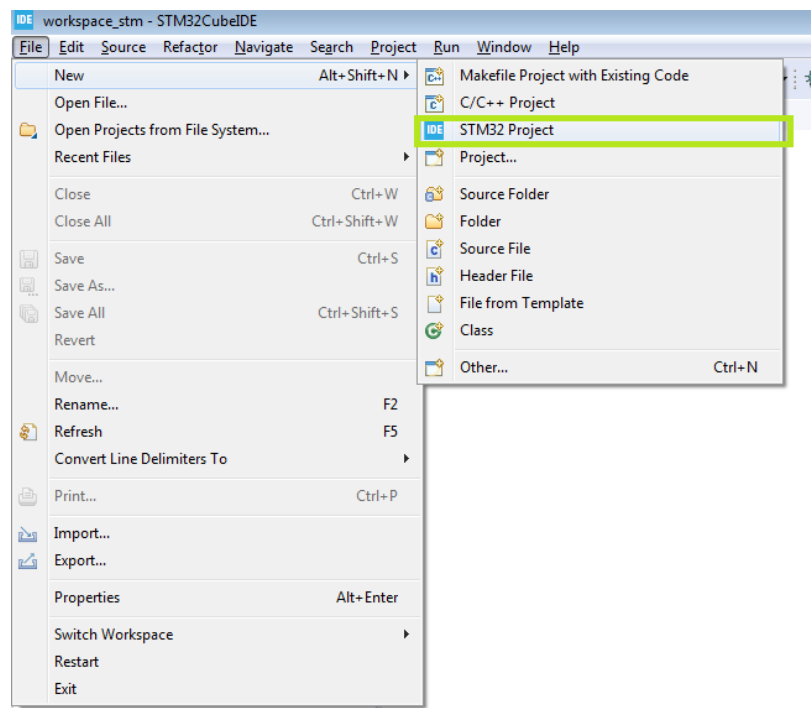 IDE workspace_stm - STM32CubeIDE
File Edit Source Refactor Navigate Search Project Run Window Help
New Alt+Shift+N
Open File...
Open Projects from File System...
Recent Files
Close Ctrl+W
Close All Ctrl+Shift+W
Save Ctrl+S
Save As...
Save All Ctrl+Shift+S
Revert
Move...
Rename... F2
Refresh F5
Convert Line Delimiters To
Print... Ctrl+P
Import...
Export...
Properties Alt+Enter
Switch Workspace
Restart
Exit
Makefile Project with Existing Code
C/C++ Project
IDE STM32 Project
Project...
Source Folder
Folder
Source File
Header File
File from Template
Class
Other... Ctrl+N